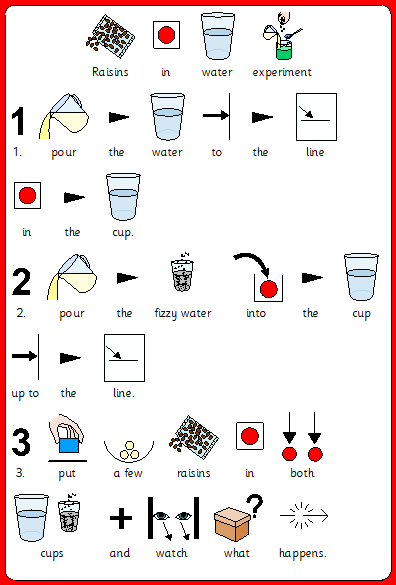 Raisins in water experiment
1 1. pour the water to the line
in the cup.
2 2. pour the fizzy water into the cup
up to the line.
3 3. put a few raisins in both
cups and watch what happens.